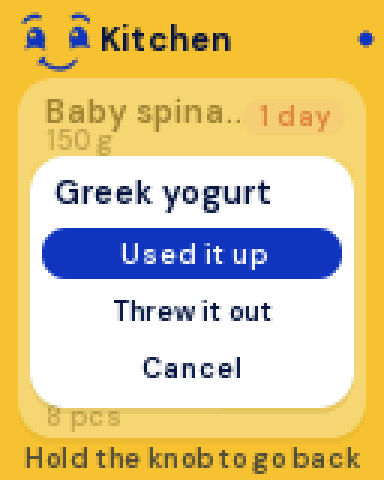 Kitchen
Baby spina..
1 day
150 g
Greek yogurt
Used it up
Threw it out
Cancel
8 pcs
Hold the knob to go back